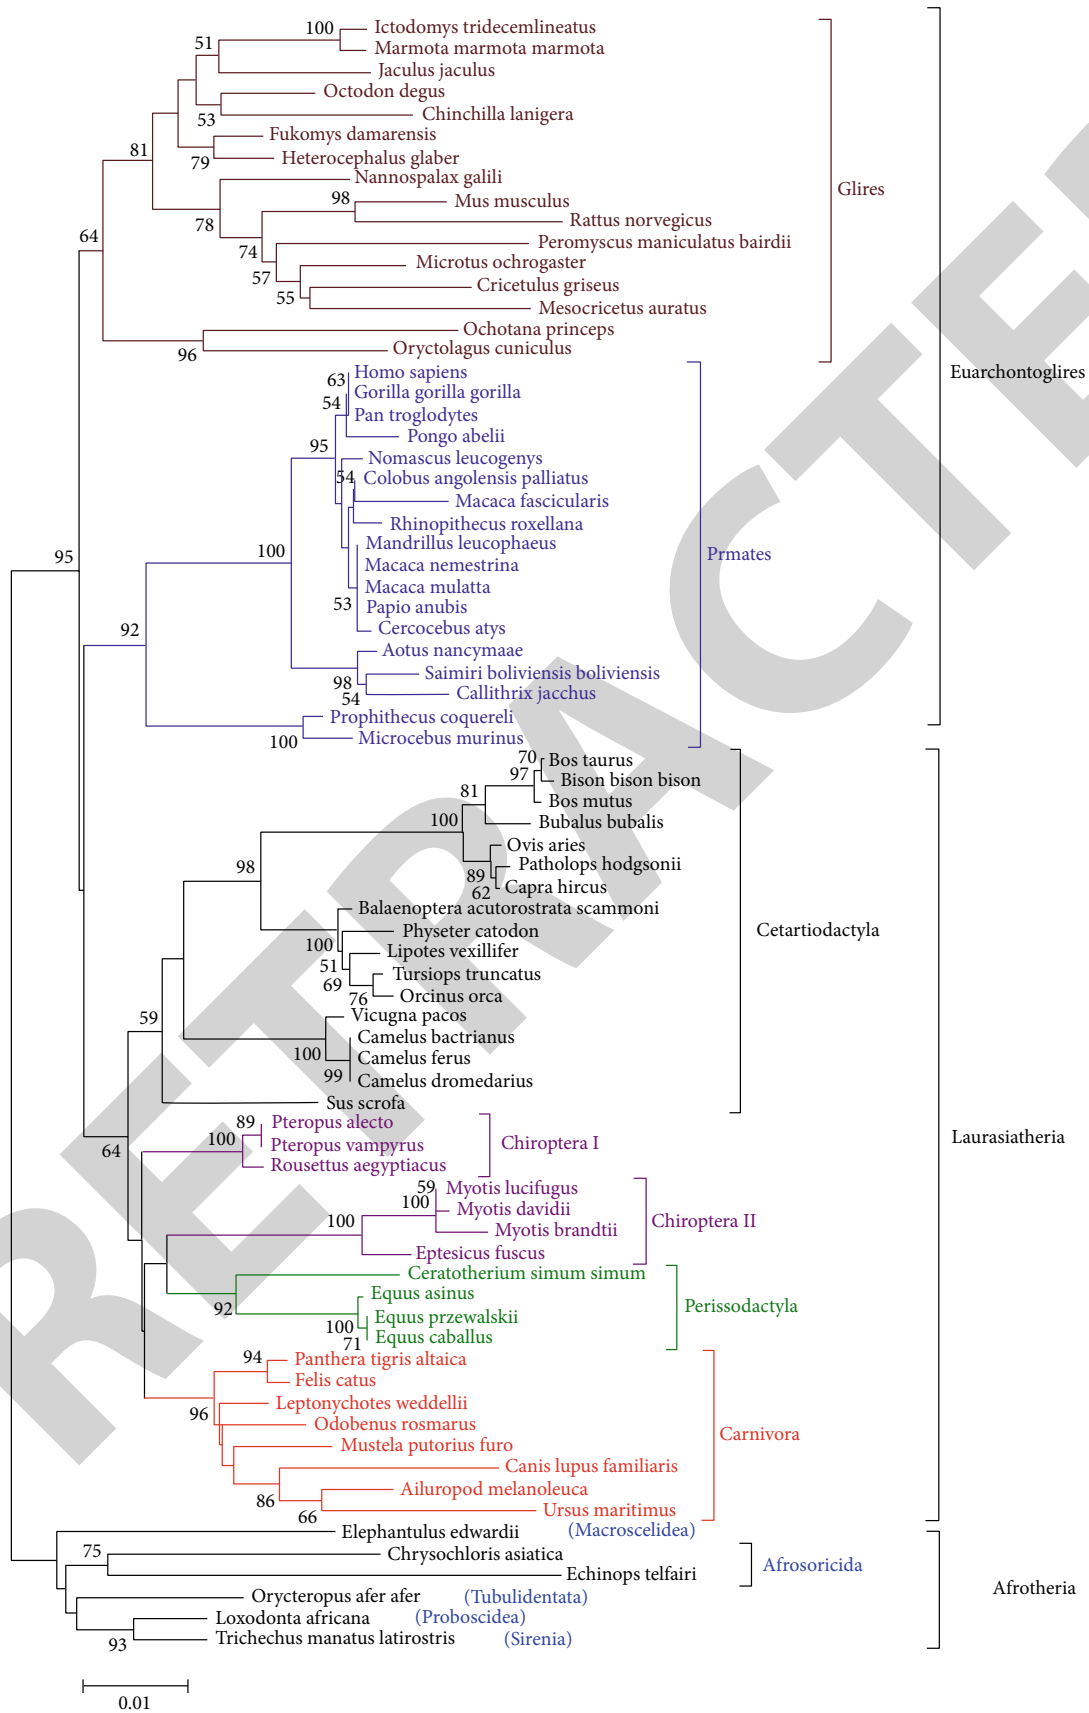 100 Ictodomys tridecemlineatus
51 Marmota marmota marmota
Jaculus jaculus
Octodon degus
53 Chinchilla lanigera
Fukomys damarensis
81 79 Heterocephalus glaber
Nannospalax galili
Glires
98 Mus musculus
78 Rattus norvegicus
64 74 Peromyscus maniculatus bairdii
57 Microtus ochrogaster
55 Cricetulus griseus
Mesocricetus auratus
Ochotana princeps
96 Oryctolagus cuniculus
Euarchontoglires
63 Homo sapiens
54 Gorilla gorilla gorilla
Pan troglodytes
95 Pongo abelii
Nomascus leucogenys
54 Colobus angolensis palliatus
Macaca fascicularis
Rhinopithecus roxellana
95 100 Mandrillus leucophaeus
Prmates
Macaca nemestrina
Macaca mulatta
53 Papio anubis
92 Cercocebus atys
Aotus nancymaae
98 Saimiri boliviensis boliviensis
54 Callithrix jacchus
Prophithecus coquereli
100 Microcebus murinus
70 Bos taurus
97 Bison bison bison
81 Bos mutus
100 Bubalus bubalis
Ovis aries
98 89 Patholops hodgsonii
62 Capra hircus
Balaenoptera acutorostrata scammoni
100 Physeter catodon
Cetartiodactyla
51 Lipotes vexillifer
69 Tursiops truncatus
76 Orcinus orca
59 Vicugna pacos
Camelus bactrianus
100 Camelus ferus
99 Camelus dromedarius
Sus scrofa
89 Pteropus alecto
64 100 Pteropus vampyrus
Chiroptera I
Laurasiatheria
Rousettus aegyptiacus
59 Myotis lucifugus
100 Myotis davidii
100 Myotis brandtii
Chiroptera II
Eptesicus fuscus
Ceratotherium simum simum
92 Equus asinus
Perissodactyla
100 Equus przewalskii
71 Equus caballus
94 Panthera tigris altaica
Felis catus
96 Leptonychotes weddellii
Odobenus rosmarus
Carnivora
Mustela putorius furo
Canis lupus familiaris
86 Ailuropod melanoleuca
66 Ursus maritimus
Elephantulus edwardii (Macroscelidea)
75 Chrysochloris asiatica
Afrosoricida
Echinops telfairi
Afrotheria
Orycteropus afer afer (Tubulidentata)
Loxodonta africana (Proboscidea)
93 Trichechus manatus latirostris (Sirenia)
0.01
RETRACTE